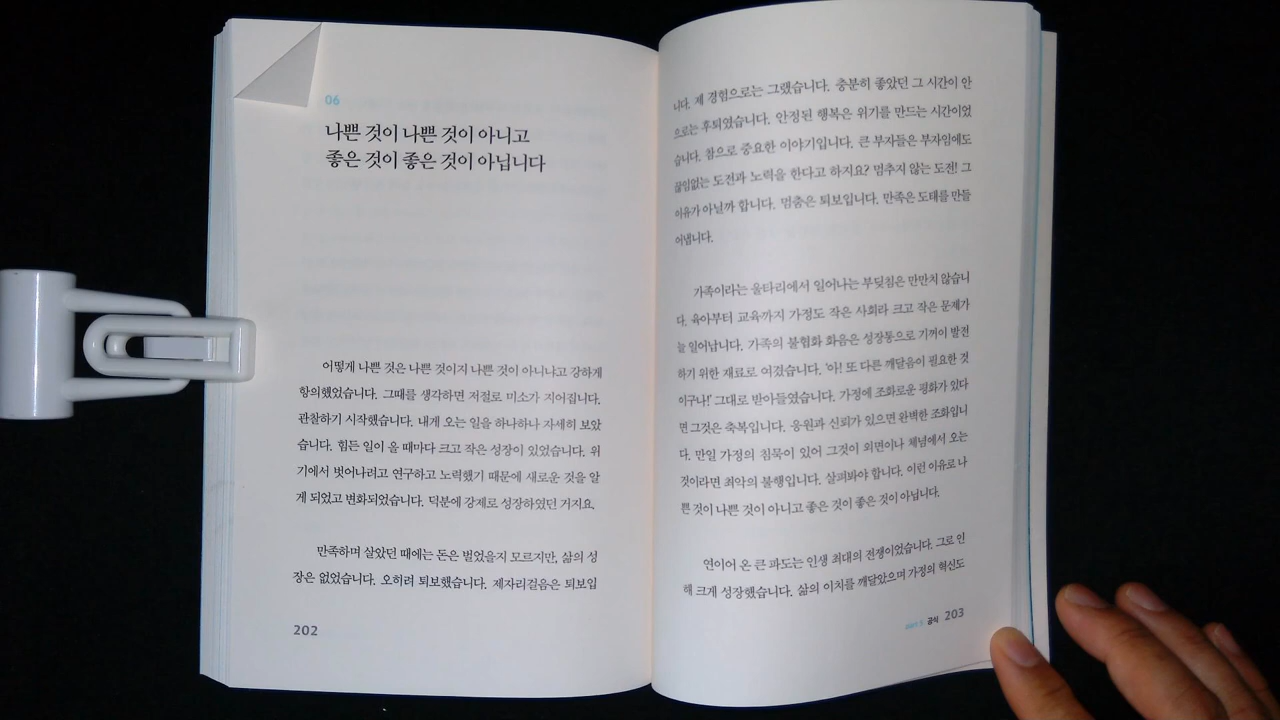 06
나쁜 것이 나쁜 것이 아니고
좋은 것이 좋은 것이 아닙니다
어떻게 나쁜 것은 나쁜 것이지 나쁜 것이 아니냐고 강하게
항의했었습니다. 그때를 생각하면 저절로 미소가 지어집니다.
관찰하기 시작했습니다. 내게 오는 일을 하나하나 자세히 보았
습니다. 힘든 일이 올 때마다 크고 작은 성장이 있었습니다. 위
기에서 벗어나려고 연구하고 노력했기 때문에 새로운 것을 알
게 되었고 변화되었습니다. 덕분에 강제로 성장하였던 거지요.
만족하며 살았던 때에는 돈은 벌었을지 모르지만, 삶의 성
장은 없었습니다. 오히려 퇴보했습니다. 제자리걸음은 퇴보입
202
니다. 제 경험으로는 그랬습니다. 충분히 좋았던 그 시간이 안
으로는 후퇴였습니다. 안정된 행복은 위기를 만드는 시간이었
습니다. 참으로 중요한 이야기입니다. 큰 부자들은 부자임에도
끊임없는 도전과 노력을 한다고 하지요? 멈추지 않는 도전! 그
이유가 아닐까 합니다. 멈춤은 퇴보입니다. 만족은 도태를 만들
어냅니다.
가족이라는 울타리에서 일어나는 부딪침은 만만치 않습니
다. 육아부터 교육까지 가정도 작은 사회라 크고 작은 문제가
늘 일어납니다. 가족의 불협화 화음은 성장통으로 기꺼이 발전
하기 위한 재료로 여겼습니다. '아! 또 다른 깨달음이 필요한 것
이구나!' 그대로 받아들였습니다. 가정에 조화로운 평화가 있다
면 그것은 축복입니다. 응원과 신뢰가 있으면 완벽한 조화입니
다. 만일 가정의 침묵이 있어 그것이 외면이나 체념에서 오는
것이라면 최악의 불행입니다. 살펴봐야 합니다. 이런 이유로 나
쁜 것이 나쁜 것이 아니고 좋은 것이 좋은 것이 아닙니다.
연이어 온 큰 파도는 인생 최대의 전쟁이었습니다. 그로 인
해 크게 성장했습니다. 삶의 이치를 깨달았으며 가정의 혁신도
공식 203